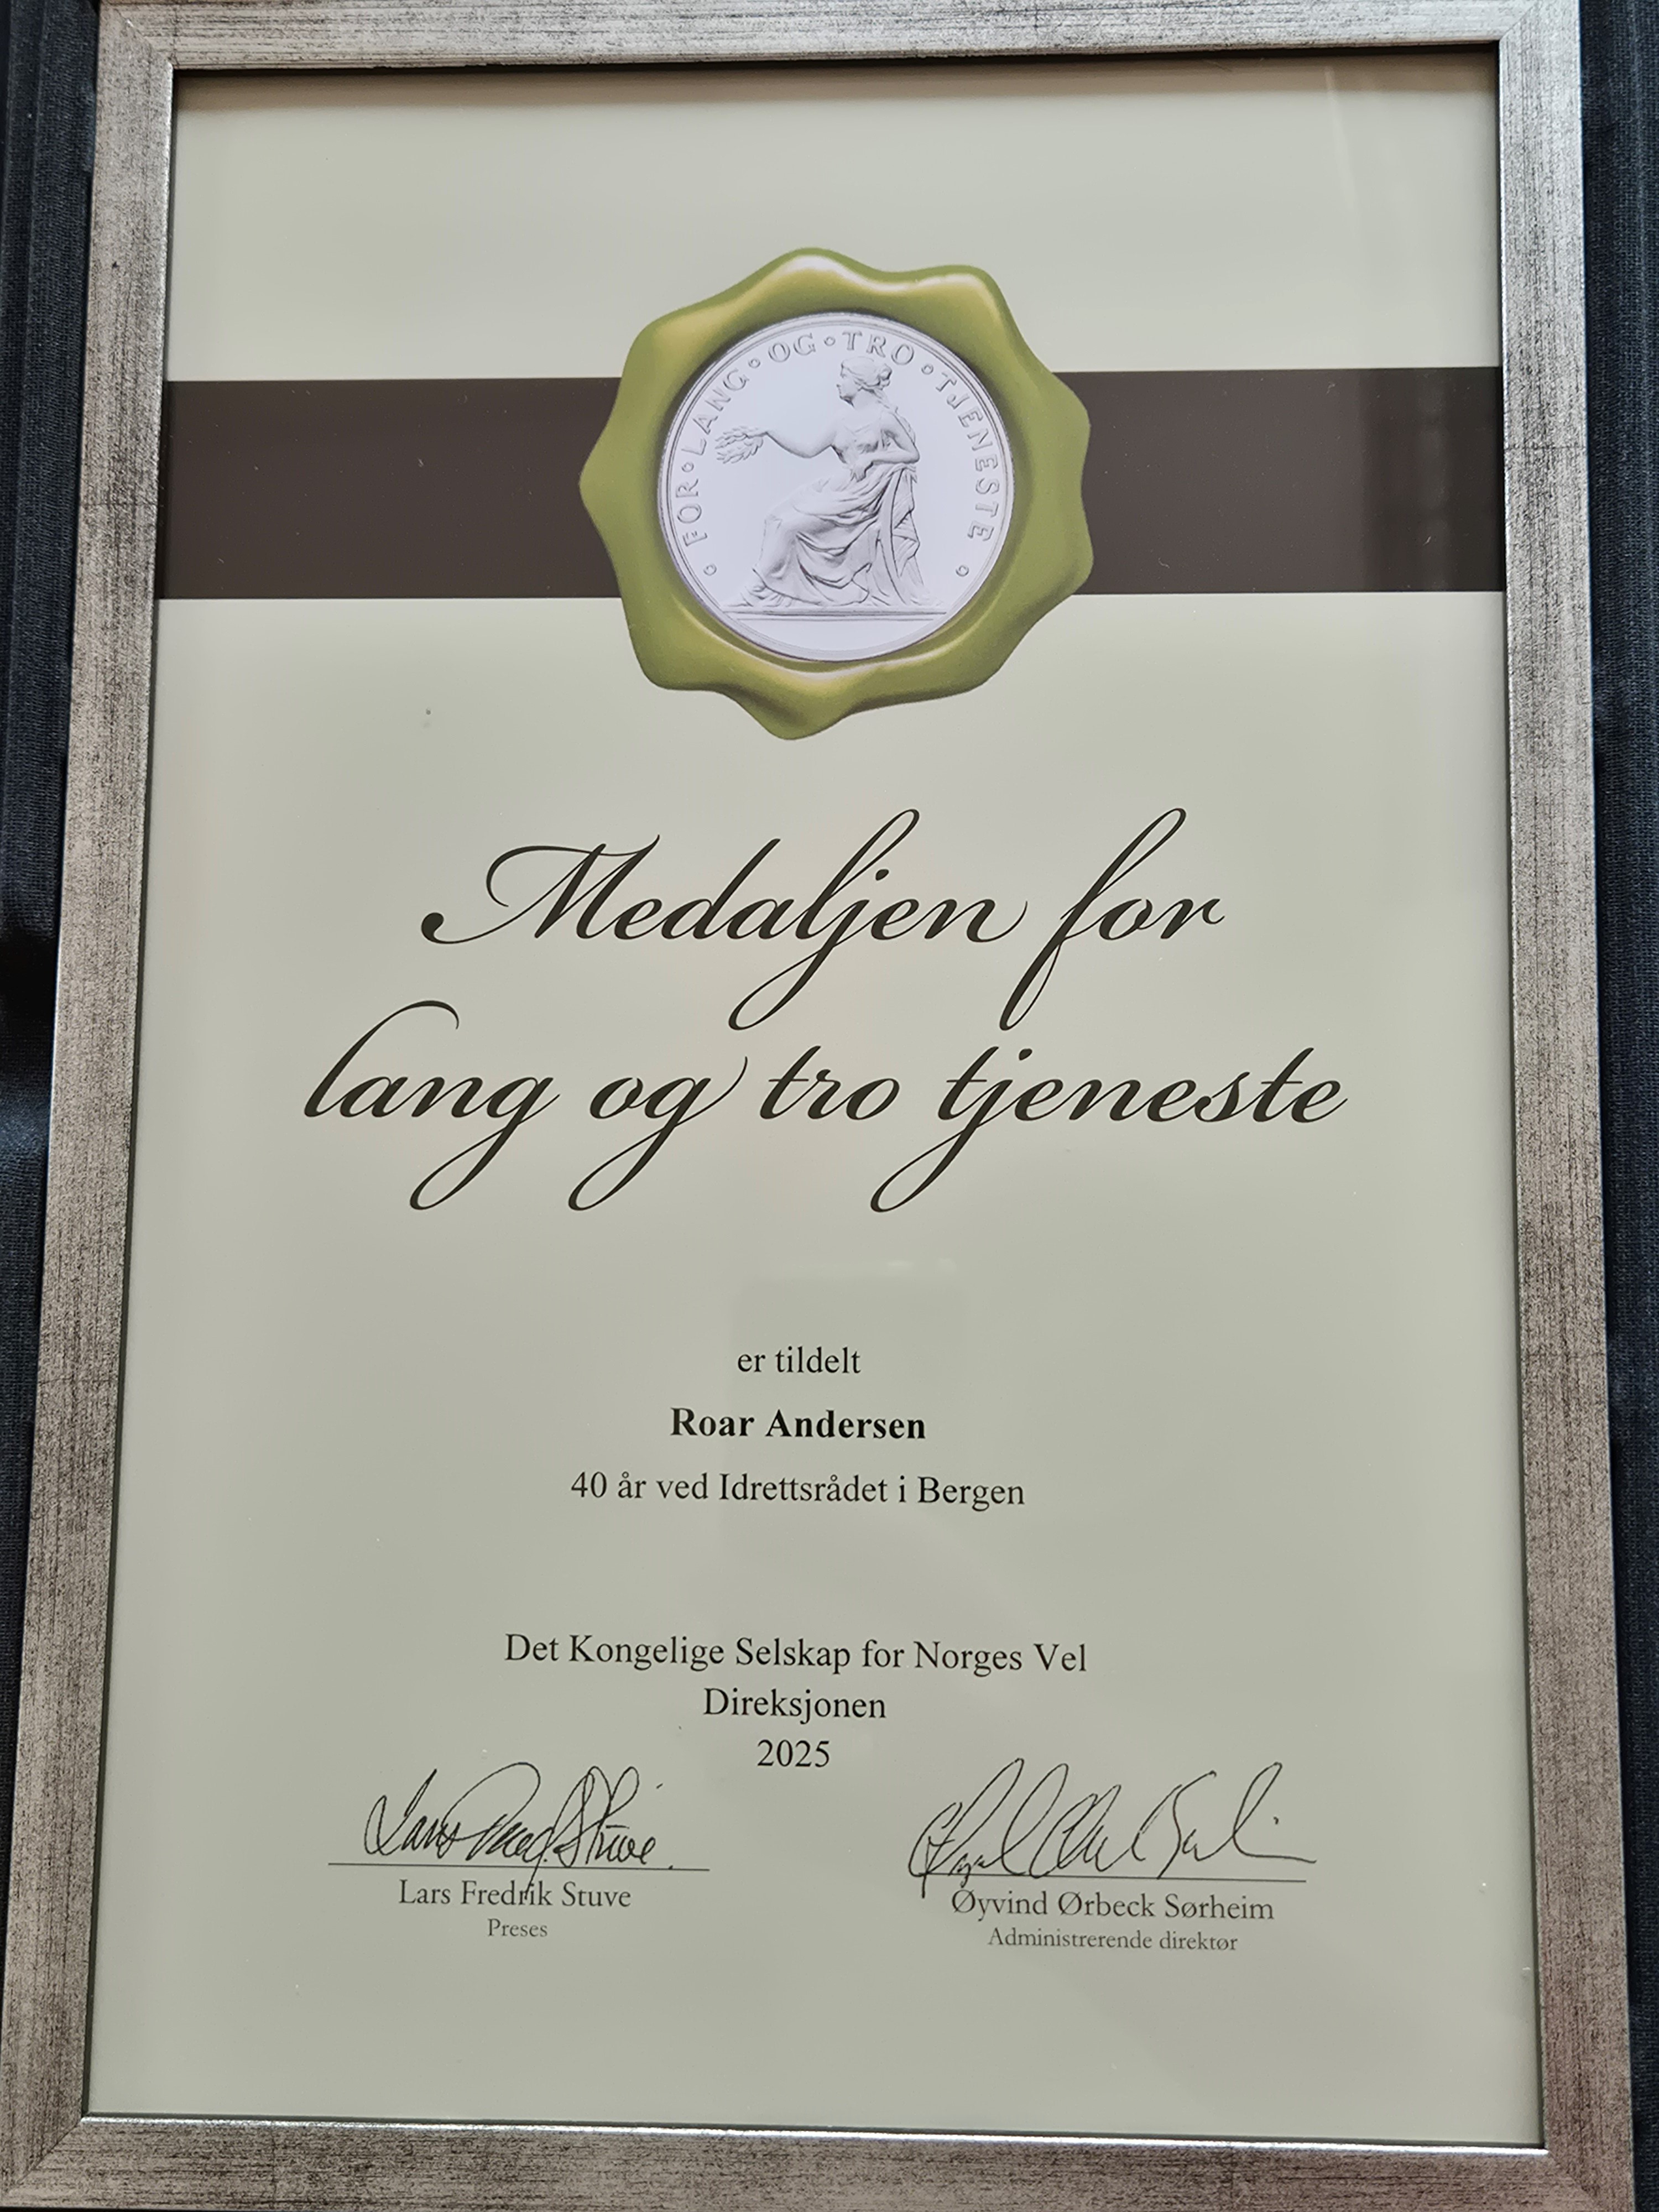 FOR LANG OG TRO TJENESTE
Medaljen for
lang og tro tjeneste
er tildelt
Roar Andersen
40 år ved Idrettsrådet i Bergen
Det Kongelige Selskap for Norges Vel
Direksjonen
2025
Lars Fredrik Stuve
Preses
Øyvind Ørbeck Sørheim
Administrerende direktør